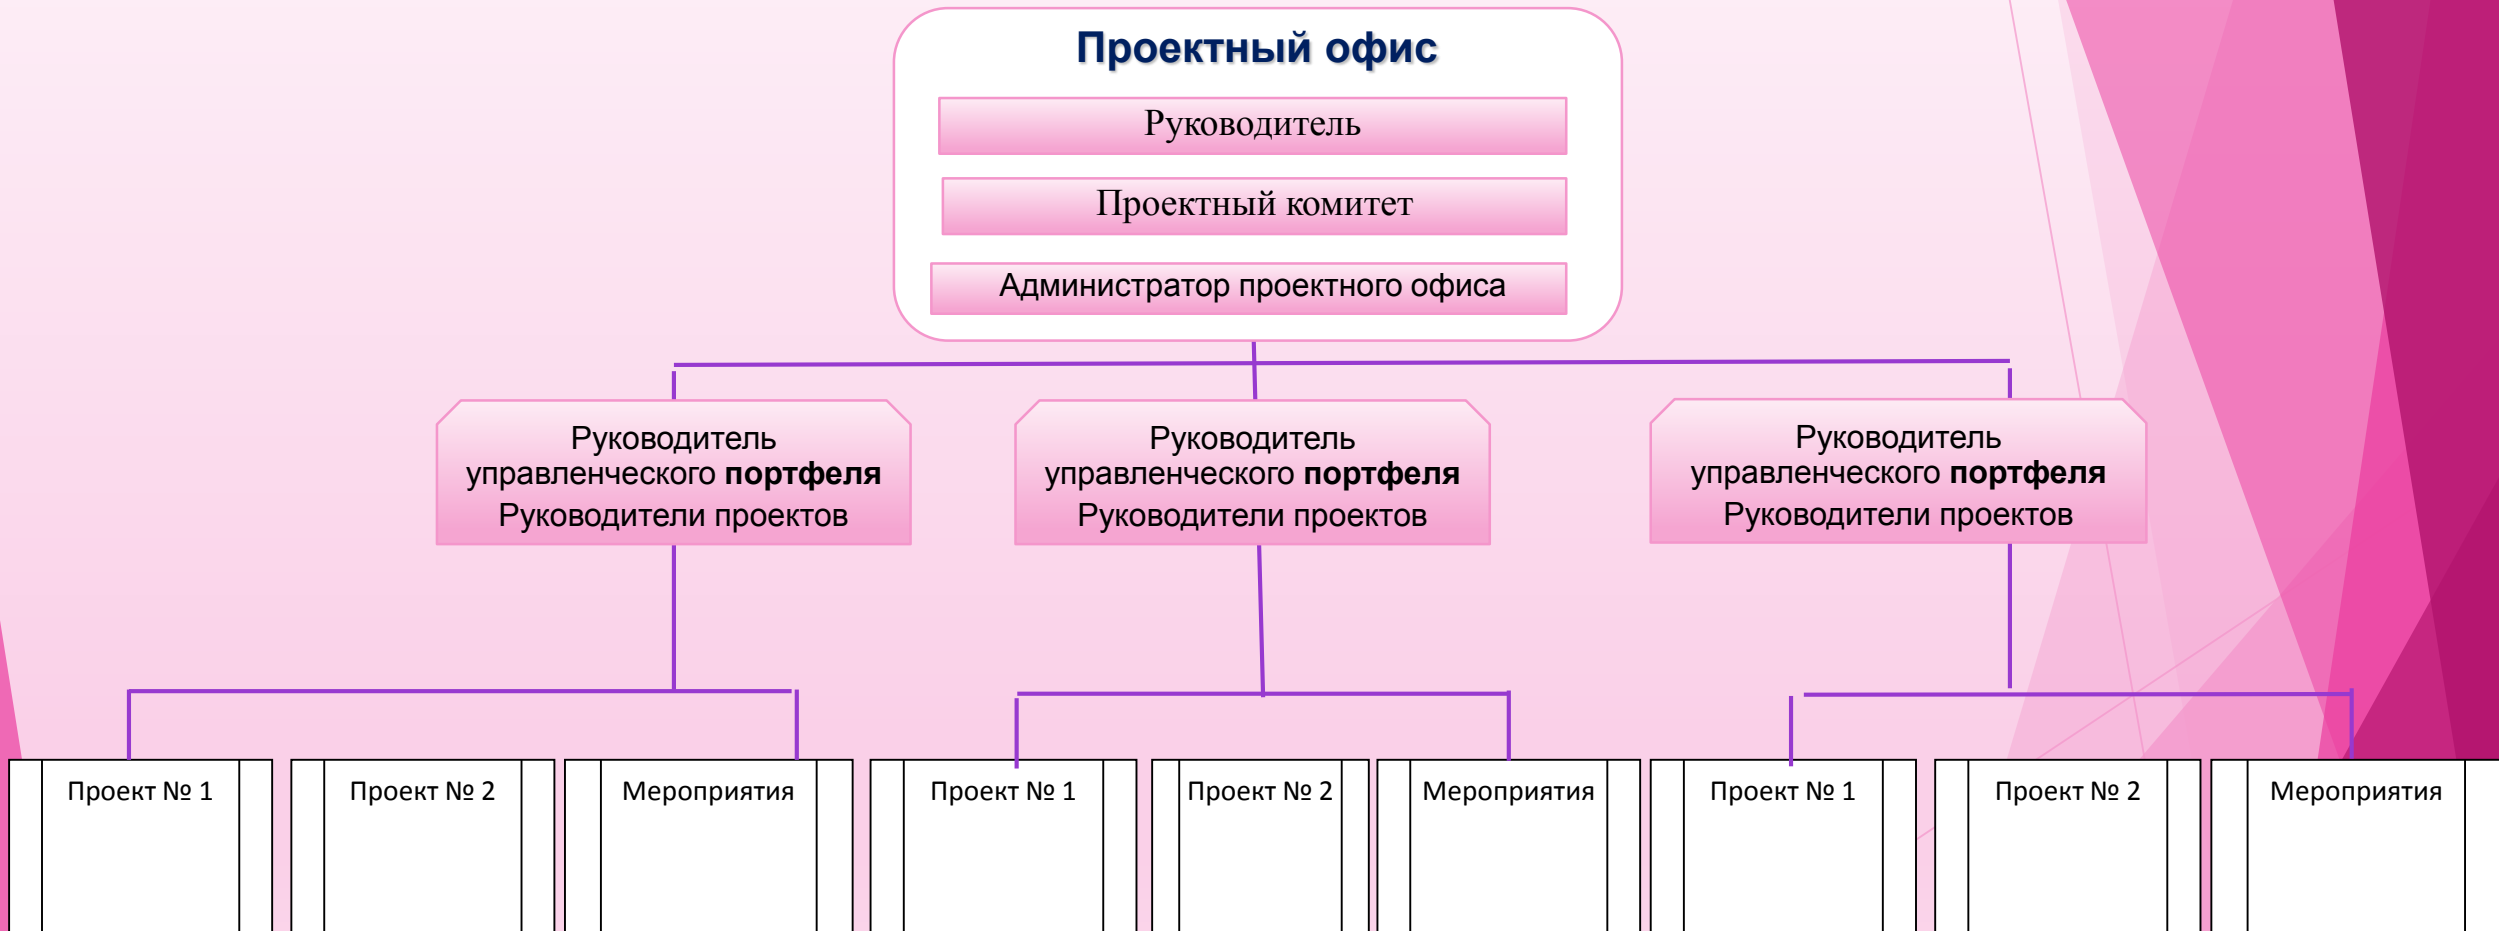 Проектный офис
Руководитель
Проектный комитет
Администратор проектного офиса
Руководитель
управленческого портфеля
Руководители проектов
Руководитель
управленческого портфеля
Руководители проектов
Руководитель
управленческого портфеля
Руководители проектов
Проект № 1
Проект № 2
Мероприятия
Проект № 1
Проект № 2
Мероприятия
Проект № 1
Проект № 2
Мероприятия